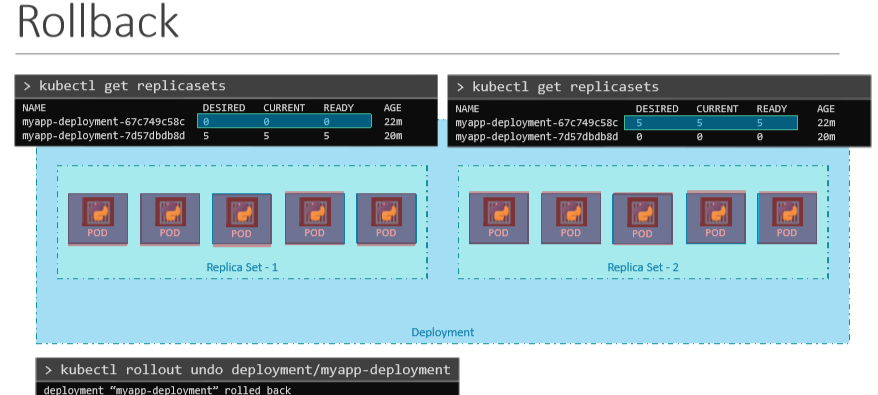 Rollback
> kubectl get replicasets
NAME DESIRED CURRENT READY AGE
myapp-deployment-67c749c58c 0 0 0 22m
myapp-deployment-7d57dbdb8d 5 5 5 20m
> kubectl get replicasets
NAME DESIRED CURRENT READY AGE
myapp-deployment-67c749c58c 5 5 5 22m
myapp-deployment-7d57dbdb8d 0 0 0 20m
POD POD POD POD POD
Replica Set - 1
POD POD POD POD POD
Replica Set - 2
Deployment
> kubectl rollout undo deployment/myapp-deployment
deployment “myapp-deployment” rolled back